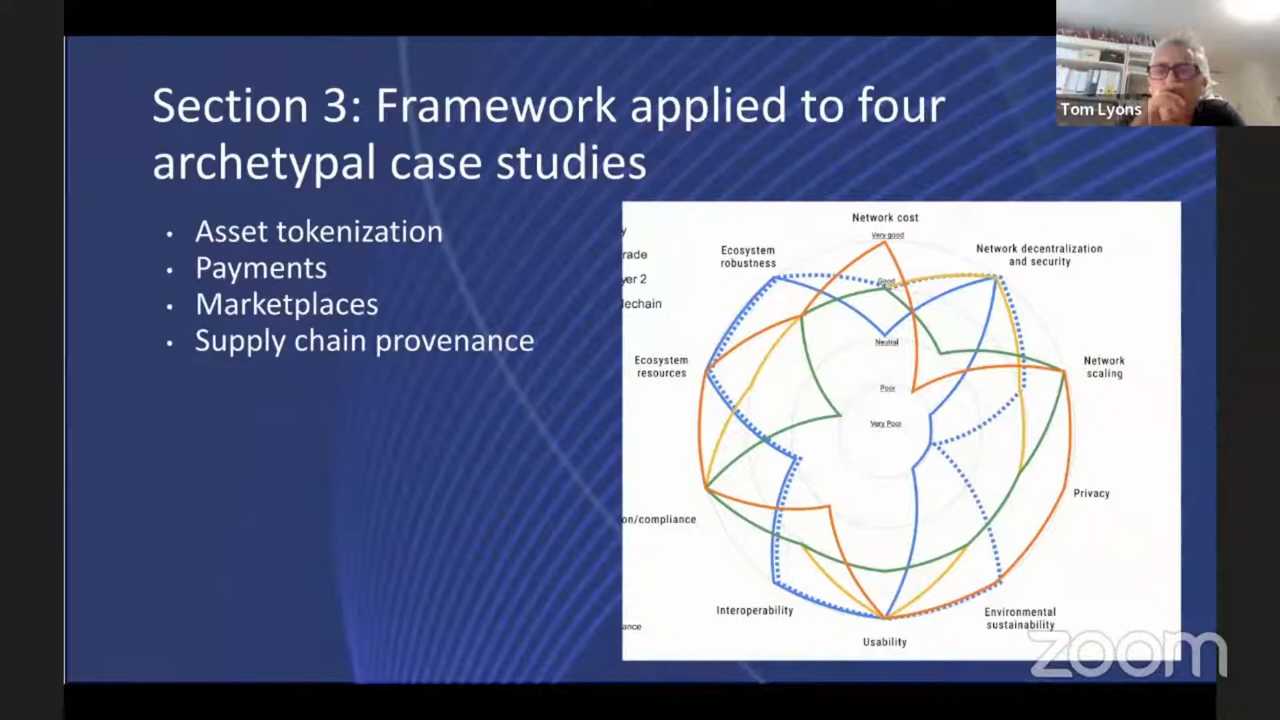 Tom Lyons
Section 3: Framework applied to four
archetypal case studies
• Asset tokenization
• Payments
• Marketplaces
• Supply chain provenance
y
rade
yer 2
lechain
on/compliance
ance
Network cost
Very good
Good
Neutral
Poor
Very Poor
Network decentralization
and security
Network
scaling
Privacy
Environmental
sustainability
Usability
Interoperability
Ecosystem
resources
Ecosystem
robustness
zoom